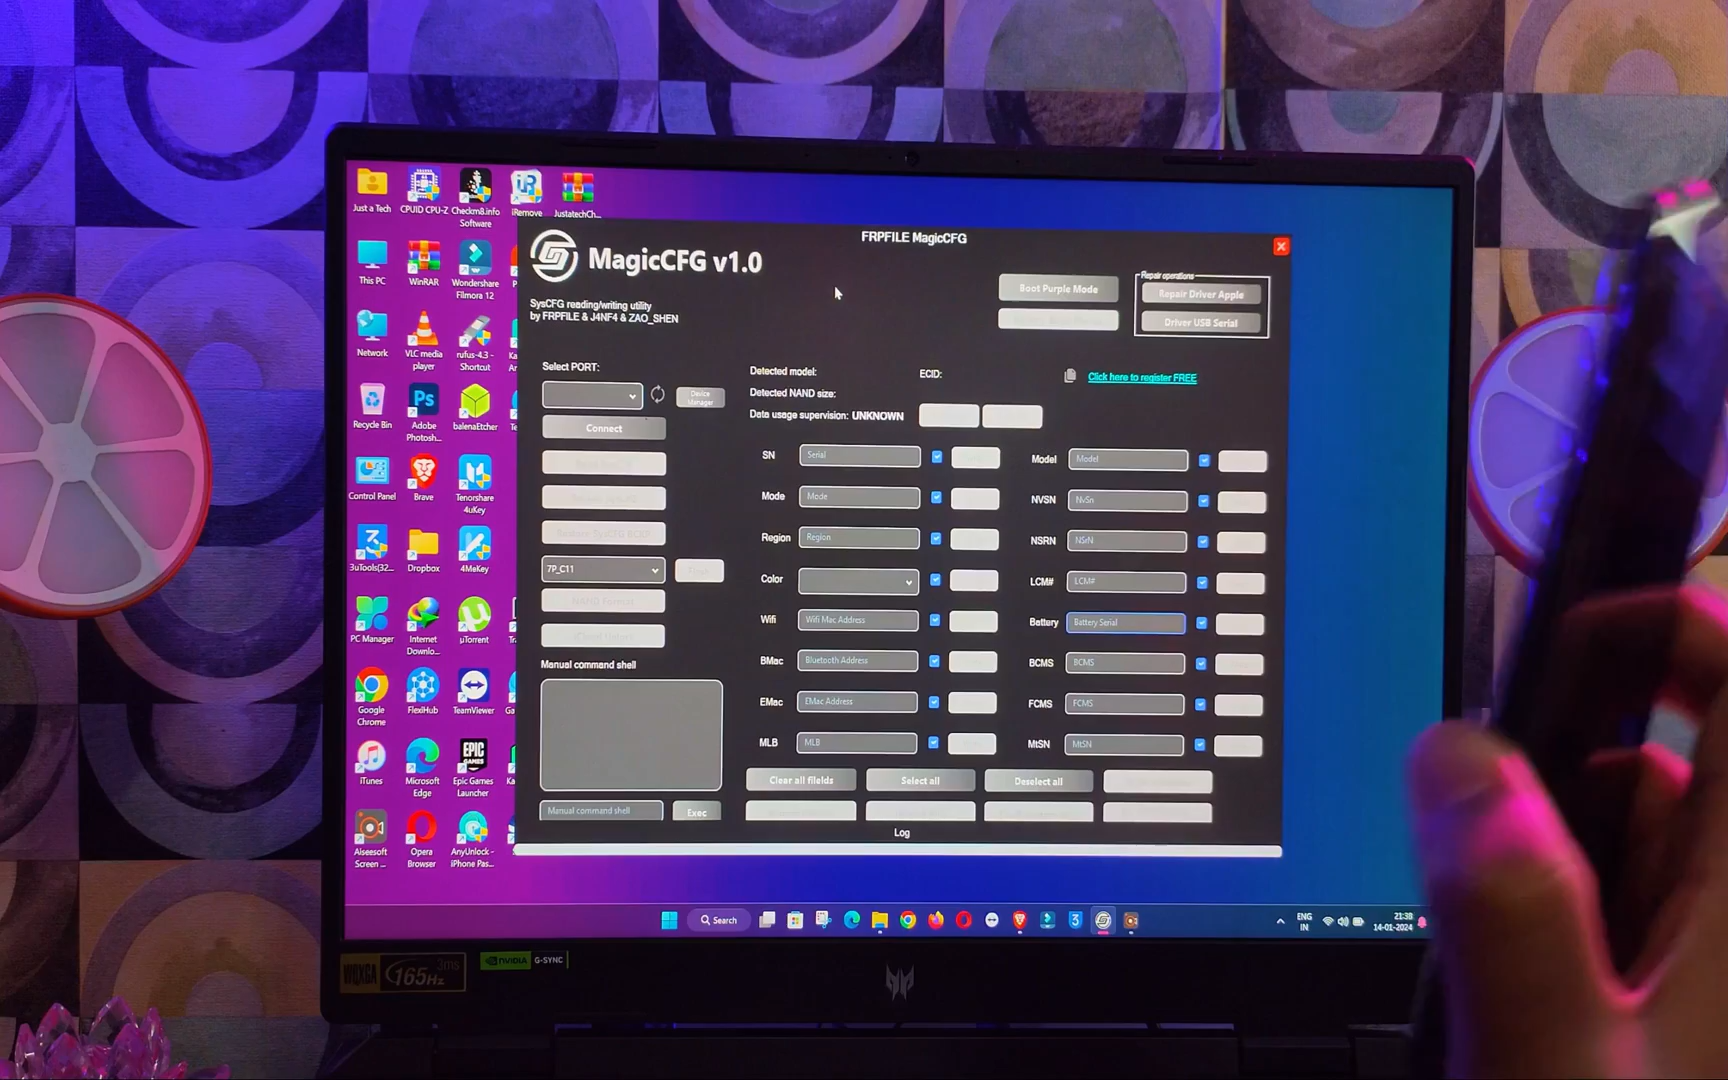 Just a Tech
CPUID CPU-Z
Checkm8.info
Software
iRemove
JustatechCh...
This PC
WinRAR
Wondershare
Filmora 12
Network
VLC media
player
rufus-4.3 -
Shortcut
Recycle Bin
Adobe
Photosh...
balenaEtcher
Control Panel
Brave
Tenorshare
4uKey
3uTools(32...
Dropbox
4MeKey
PC Manager
Internet
Downlo...
µTorrent
Google
Chrome
FlexiHub
TeamViewer
iTunes
Microsoft
Edge
Epic Games
Launcher
Aiseesoft
Screen ...
Opera
Browser
AnyUnlock -
iPhone Pas...
FRPFILE MagicCFG
MagicCFG v1.0
SysCFG reading/writing utility
by FRPFILE & J4NF4 & ZAO_SHEN
Boot Purple Mode
Repair operations
Repair Driver Apple
Driver USB Serial
Select PORT:
Device
Manager
Connect
7P_C11
Manual command shell
Manual command shell
Exec
Detected model:
ECID:
Click here to register FREE
Detected NAND size:
Data usage supervision: UNKNOWN
SN Serial
Model Model
Mode Mode
NVSN NvSn
Region Region
NSRN NSrN
Color
LCM# LCM#
Wifi Wifi Mac Address
Battery Battery Serial
BMac Bluetooth Address
BCMS BCMS
EMac EMac Address
FCMS FCMS
MLB MLB
MtSN MtSN
Clear all fileIds
Select all
Deselect all
Log
Search
ENG
IN
21:38
14-01-2024
WQXGA
165Hz
3ms
NVIDIA
G-SYNC